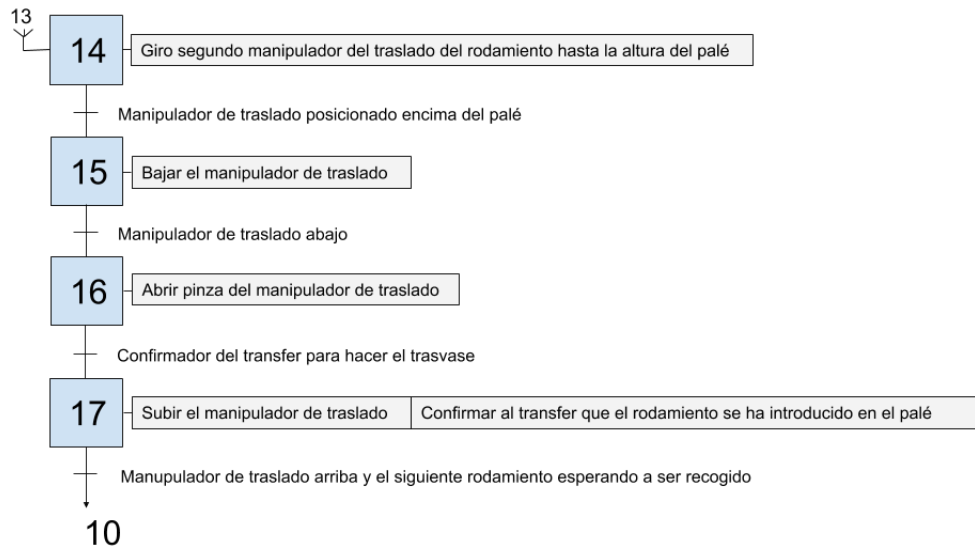 13
14
Giro segundo manipulador del traslado del rodamiento hasta la altura del palé
Manipulador de traslado posicionado encima del palé
15
Bajar el manipulador de traslado
Manipulador de traslado abajo
16
Abrir pinza del manipulador de traslado
Confirmador del transfer para hacer el trasvase
17
Subir el manipulador de traslado
Confirmar al transfer que el rodamiento se ha introducido en el palé
Manupulador de traslado arriba y el siguiente rodamiento esperando a ser recogido
10